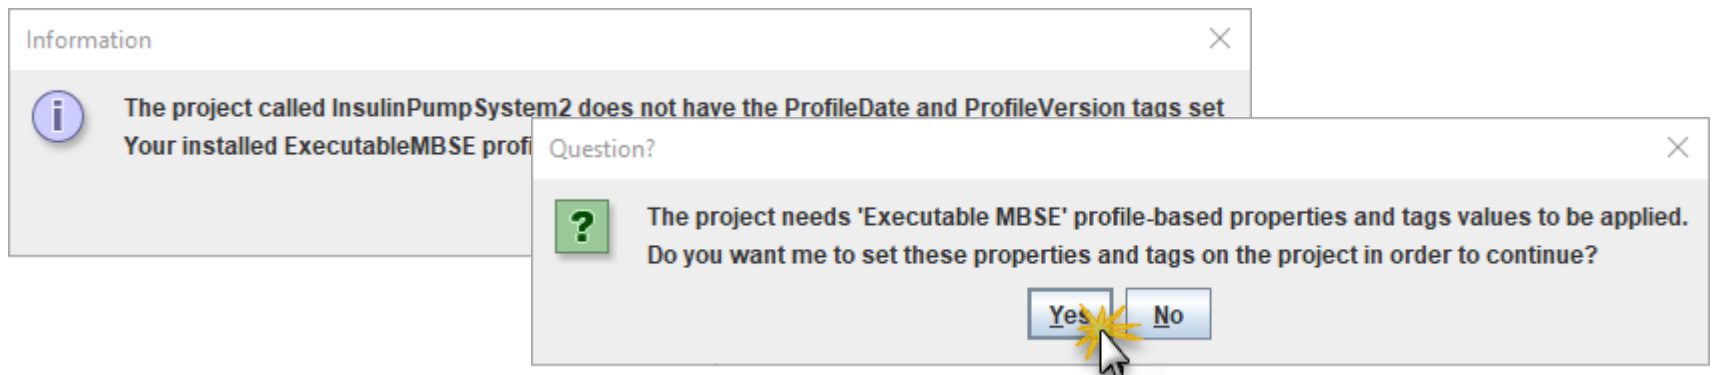 Information
The project called InsulinPumpSystem2 does not have the ProfileDate and ProfileVersion tags set
Your installed ExecutableMBSE
Question?
The project needs 'Executable MBSE' profile-based properties and tags values to be applied.
Do you want me to set these properties and tags on the project in order to continue?
Yes No